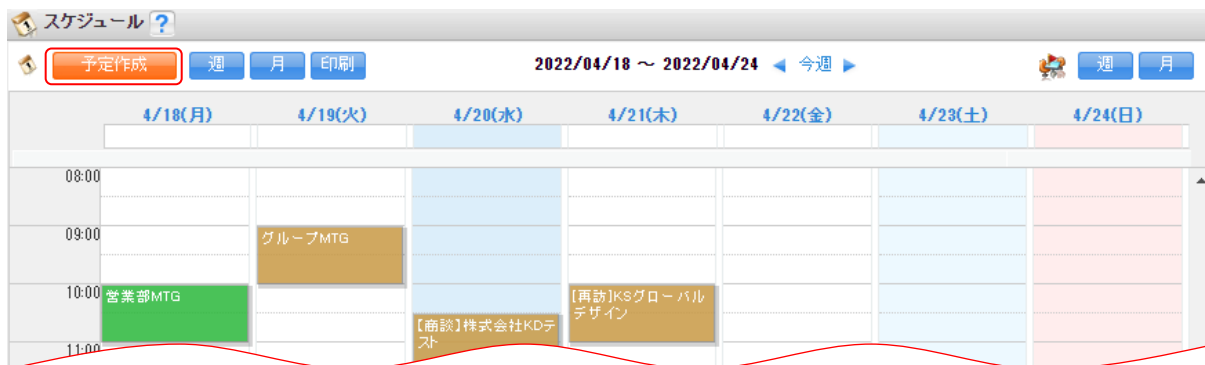 スケジュール ?
予定作成 週 月 印刷 2022/04/18 ～ 2022/04/24 ◀ 今週 ▶ 週 月
4/18(月) 4/19(火) 4/20(水) 4/21(木) 4/22(金) 4/23(土) 4/24(日)
08:00
09:00 グループMTG
10:00 営業部MTG 【再訪】KSグローバル
デザイン
【商談】株式会社KDテ
スト
11:00